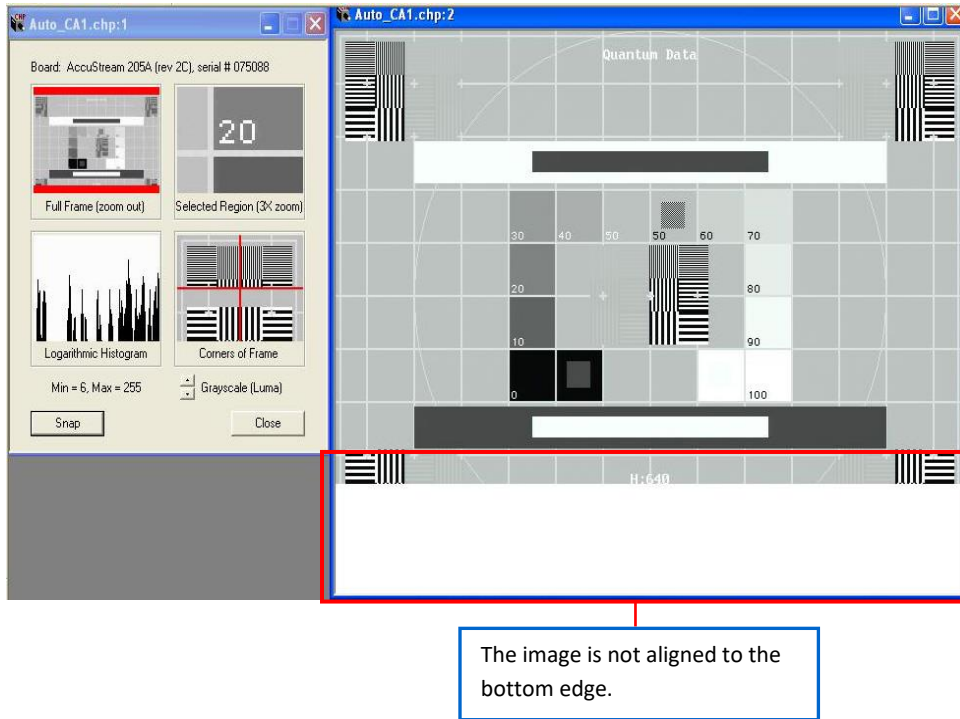 Auto_CA1.chp:1
Board: AccuStream 205A (rev 2C), serial # 075088
Full Frame (zoom out)
20
Selected Region (3X zoom)
Logarithmic Histogram
Corners of Frame
Min = 6, Max = 255
Grayscale (Luma)
Snap
Close
Auto_CA1.chp:2
Quantum Data
30 40 50 50 60 70
20 80
10 90
0 100
H:640
The image is not aligned to the
bottom edge.